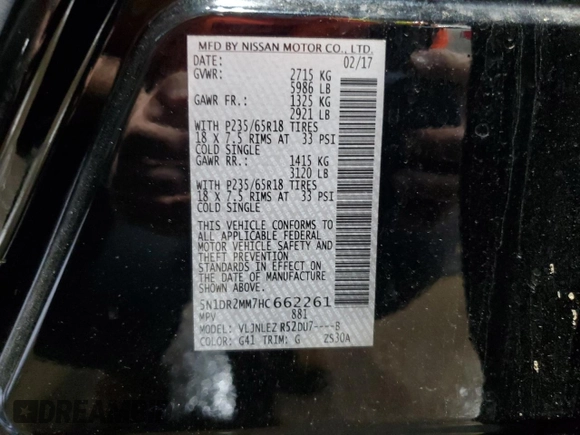 MFD BY NISSAN MOTOR CO., LTD.
DATE: 02/17
GVWR: 2715 KG
5986 LB
GAWR FR.: 1325 KG
2921 LB
WITH P235/65R18 TIRES
18 X 7.5 RIMS AT 33 PSI
COLD SINGLE
GAWR RR.: 1415 KG
3120 LB
WITH P235/65R18 TIRES
18 X 7.5 RIMS AT 33 PSI
COLD SINGLE
THIS VEHICLE CONFORMS TO
ALL APPLICABLE FEDERAL
MOTOR VEHICLE SAFETY AND
THEFT PREVENTION
STANDARDS IN EFFECT ON
THE DATE OF MANUFACTURE
SHOWN ABOVE.
5N1DR2MM7HC662261
MPV 881
MODEL: VLJNLEZ R52DU7----B
COLOR: G41 TRIM: G ZS30A